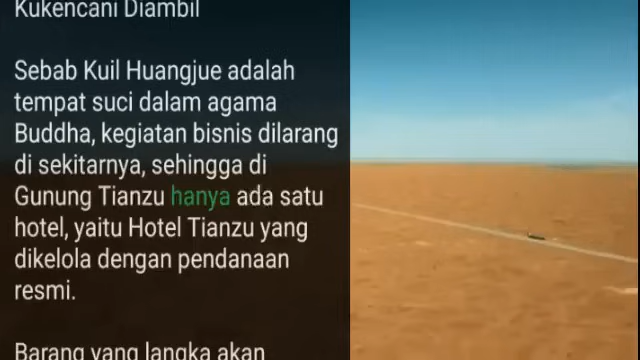 Kukencani Diambil
Sebab Kuil Huangjue adalah
tempat suci dalam agama
Buddha, kegiatan bisnis dilarang
di sekitarnya, sehingga di
Gunung Tianzu hanya ada satu
hotel, yaitu Hotel Tianzu yang
dikelola dengan pendanaan
resmi.
Barang yang langka akan